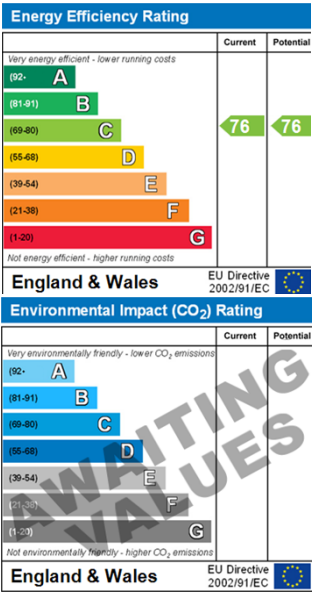 Energy Efficiency Rating
Current Potential
Very energy efficient - lower running costs
(92- A
(81-91) B
(69-80) C 76 76
(55-68) D
(39-54) E
(21-38) F
(1-20) G
Not energy efficient - higher running costs
England & Wales
EU Directive
2002/91/EC
Environmental Impact (CO2) Rating
Current Potential
Very environmentally friendly - lower CO2 emissions
(92- A
(81-91) B
(69-80) C
(55-68) D
(39-54) E
(21-38) F
(1-20) G
AWAITING
VALUES
Not environmentally friendly - higher CO2 emissions
England & Wales
EU Directive
2002/91/EC